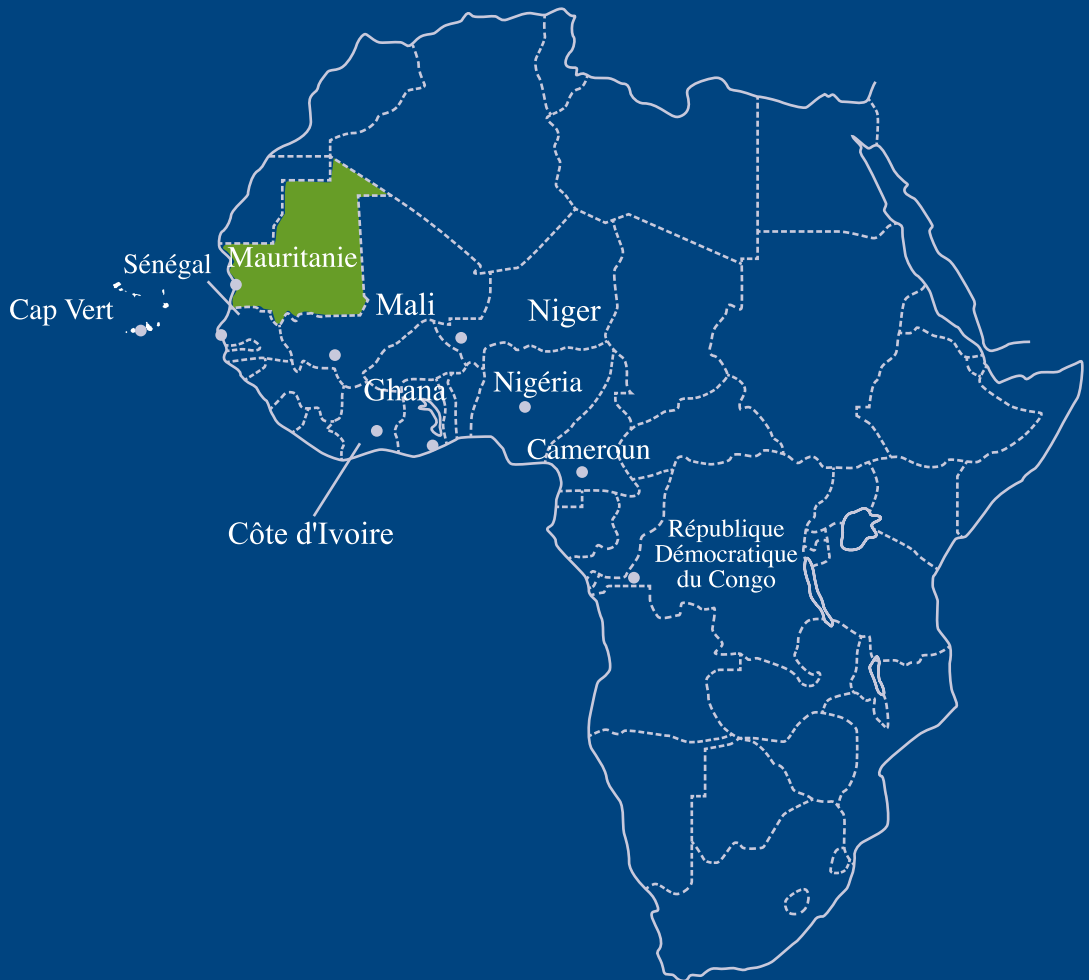 Mauritanie
Sénégal
Cap Vert
Mali
Niger
Ghana
Nigéria
Cameroun
Côte d'Ivoire
République
Démocratique
du Congo